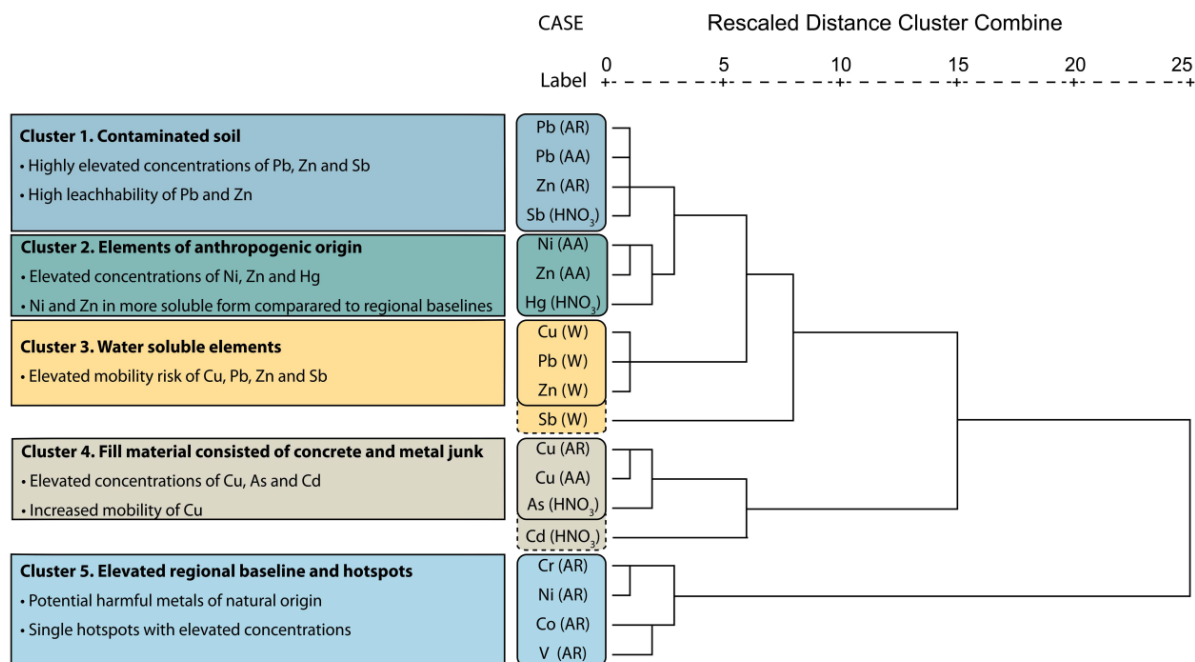 CASE
Rescaled Distance Cluster Combine
Label
0 5 10 15 20 25
Cluster 1. Contaminated soil
• Highly elevated concentrations of Pb, Zn and Sb
• High leachhability of Pb and Zn
Pb (AR)
Pb (AA)
Zn (AR)
Sb (HNO₃)
Cluster 2. Elements of anthropogenic origin
• Elevated concentrations of Ni, Zn and Hg
• Ni and Zn in more soluble form comparared to regional baselines
Ni (AA)
Zn (AA)
Hg (HNO₃)
Cluster 3. Water soluble elements
• Elevated mobility risk of Cu, Pb, Zn and Sb
Cu (W)
Pb (W)
Zn (W)
Sb (W)
Cluster 4. Fill material consisted of concrete and metal junk
• Elevated concentrations of Cu, As and Cd
• Increased mobility of Cu
Cu (AR)
Cu (AA)
As (HNO₃)
Cd (HNO₃)
Cluster 5. Elevated regional baseline and hotspots
• Potential harmful metals of natural origin
• Single hotspots with elevated concentrations
Cr (AR)
Ni (AR)
Co (AR)
V (AR)